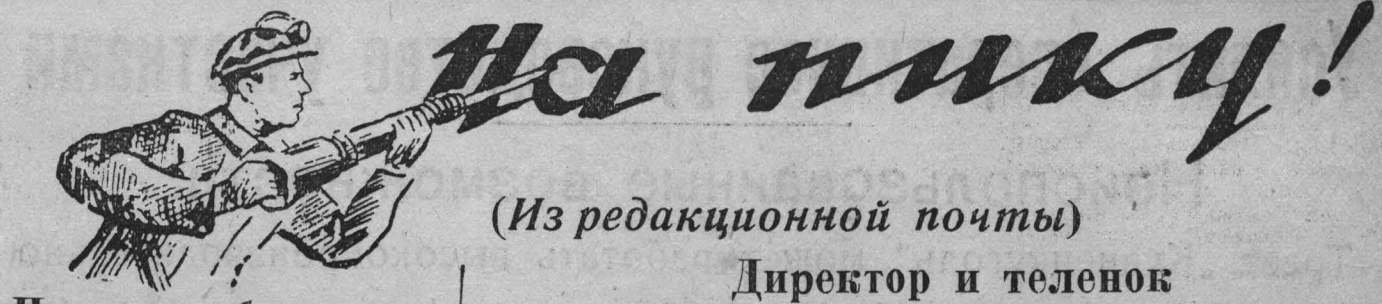 На пику!
(Из редакционной почты)
Директор и теленок